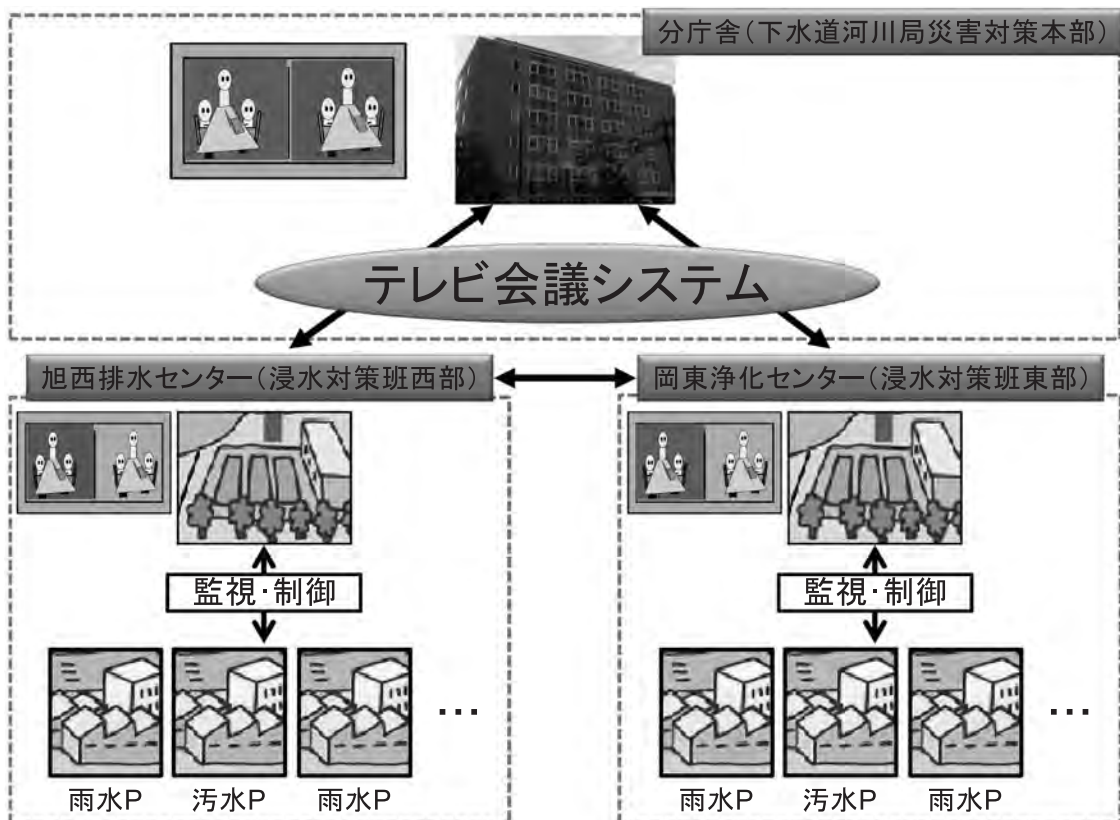 分庁舎(下水道河川局災害対策本部)
テレビ会議システム
旭西排水センター(浸水対策班西部)
岡東浄化センター(浸水対策班東部)
監視・制御
監視・制御
雨水P
汚水P
雨水P
…
雨水P
汚水P
雨水P
…